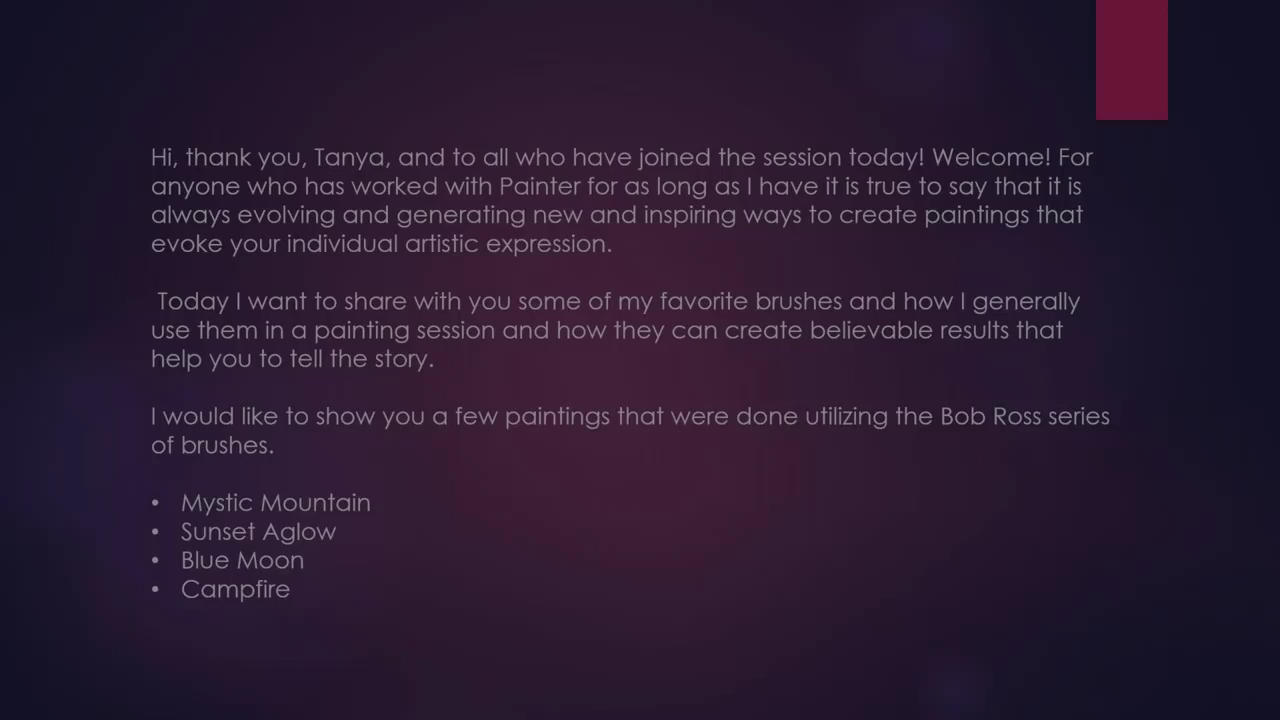 Hi, thank you, Tanya, and to all who have joined the session today! Welcome! For
anyone who has worked with Painter for as long as I have it is true to say that it is
always evolving and generating new and inspiring ways to create paintings that
evoke your individual artistic expression.
Today I want to share with you some of my favorite brushes and how I generally
use them in a painting session and how they can create believable results that
help you to tell the story.
I would like to show you a few paintings that were done utilizing the Bob Ross series
of brushes.
• Mystic Mountain
• Sunset Aglow
• Blue Moon
• Campfire